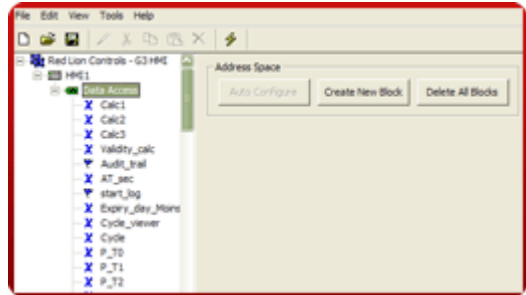 File Edit View Tools Help
Red Lion Controls - G3 HMI
HMI1
Data Access
Calc1
Calc2
Calc3
Validity_calc
Audit_trail
AT_sec
start_log
Expiry_day_Mains
Cycle_viewer
Cycle
P_T0
P_T1
P_T2
Address Space
Auto Configure Create New Block Delete All Blocks